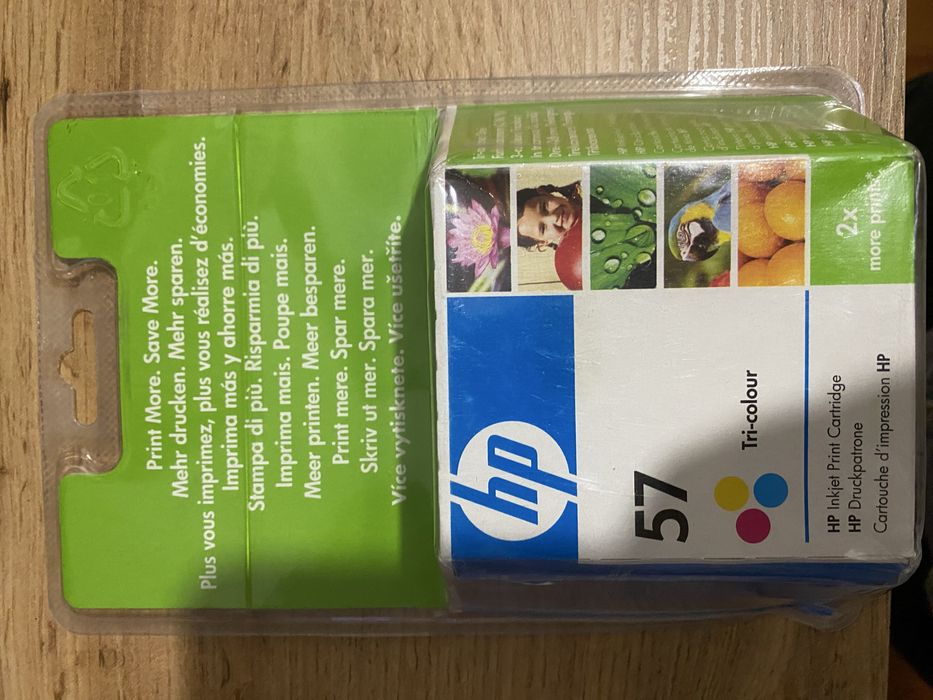 Print More. Save More.
Mehr drucken. Mehr sparen.
Plus vous imprimez, plus vous réalisez d'économies.
Imprima más y ahorre más.
Stampa di più. Risparmia di più.
Imprima mais. Poupe mais.
Meer printen. Meer besparen.
Print mere. Spar mere.
Skriv ut mer. Spara mer.
Více vytisknete. Více ušetříte.
hp
57
Tri-colour
2x
more prints
HP Inkjet Print Cartridge
HP Druckpatrone
Cartouche d'impression HP